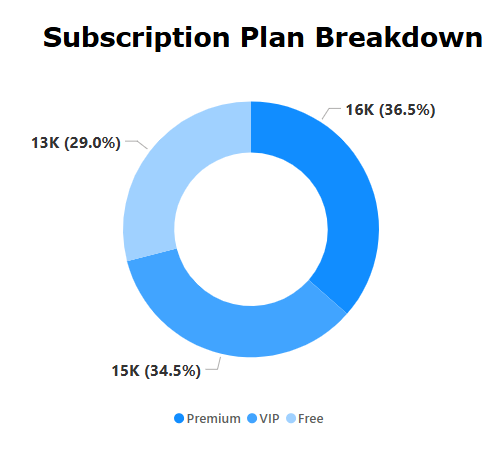 Subscription Plan Breakdown
16K (36.5%)
13K (29.0%)
15K (34.5%)
Premium VIP Free